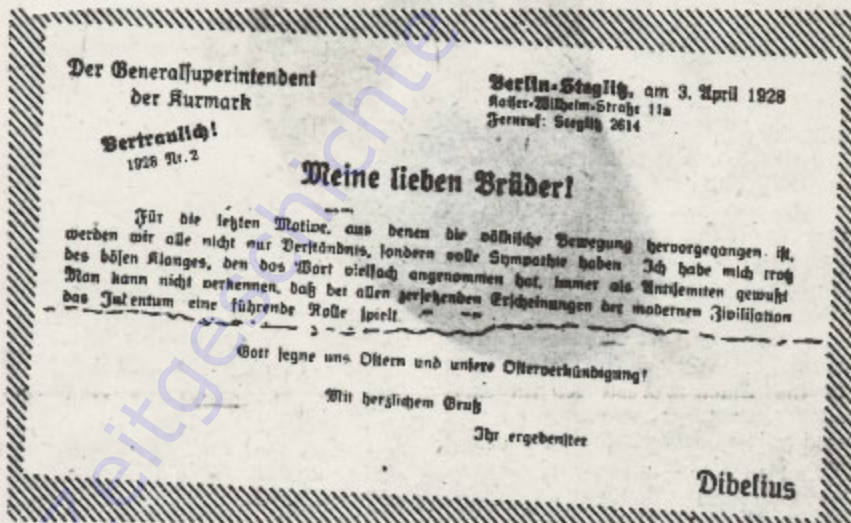 Der Generalsuperintendent
der Kurmark
Vertraulich!
1928 Nr. 2
Berlin-Steglitz, am 3. April 1928
Kaiser-Wilhelm-Straße 11a
Fernruf: Steglitz 2614
Meine lieben Brüder!
Für die letzten Motive, aus denen die völkische Bewegung hervorgegangen ist,
werden wir alle nicht nur Verständnis, sondern volle Sympathie haben Ich habe mich trotz
des bösen Klanges, den das Wort vielfach angenommen hat, immer als Antisemiten gewußt
Man kann nicht verkennen, daß bei allen zersetzenden Erscheinungen der modernen Zivilisation
das Judentum eine führende Rolle spielt.
Gott segne uns Ostern und unsere Osterverkündigung!
Mit herzlichem Gruß
Ihr ergebenster
Dibelius
zeitgeschichte